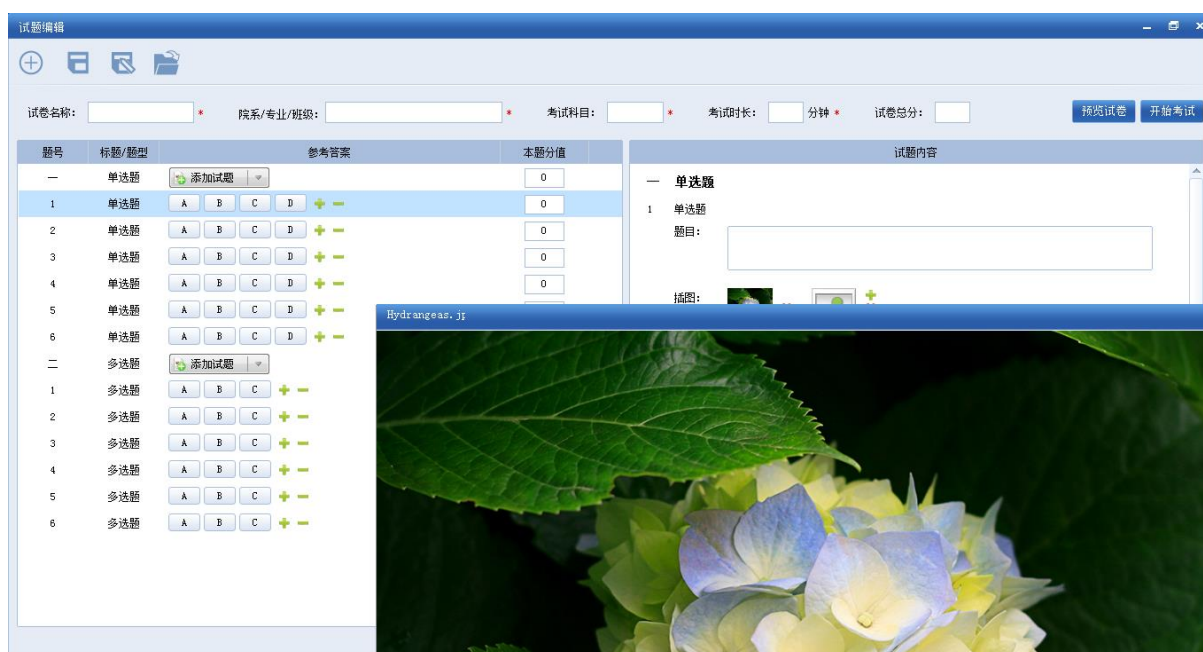 试题编辑
试卷名称: * 院系/专业/班级: * 考试科目: * 考试时长: 分钟 * 试卷总分: 预览试卷 开始考试
题号 标题/题型 参考答案 本题分值 试题内容
一 单选题 添加试题 0
1 单选题 A B C D 0
2 单选题 A B C D 0
3 单选题 A B C D 0
4 单选题 A B C D 0
5 单选题 A B C D
6 单选题 A B C D
二 多选题 添加试题
1 多选题 A B C
2 多选题 A B C
3 多选题 A B C
4 多选题 A B C
5 多选题 A B C
6 多选题 A B C
一 单选题
1 单选题
题目:
插图:
Hydrangeas.j